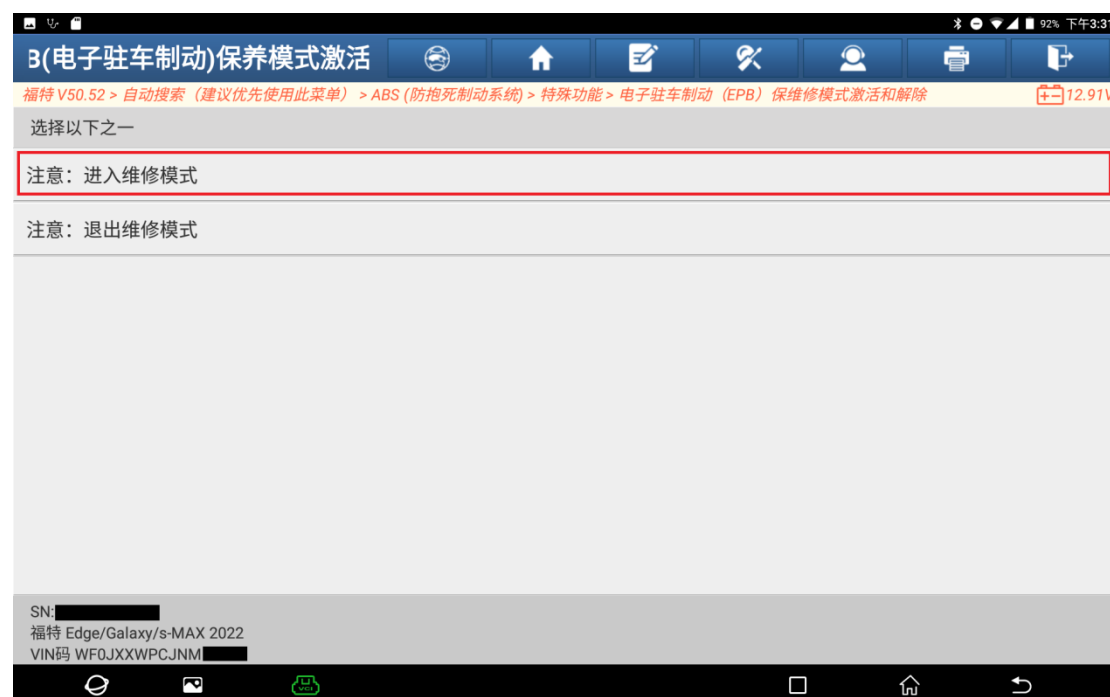 92% 下午3:31
B(电子驻车制动)保养模式激活
福特 V50.52 > 自动搜索（建议优先使用此菜单）> ABS (防抱死制动系统) > 特殊功能 > 电子驻车制动（EPB）保维修模式激活和解除 12.91V
选择以下之一
注意：进入维修模式
注意：退出维修模式
SN:
福特 Edge/Galaxy/s-MAX 2022
VIN码 WF0JXXWPCJNM
VCI